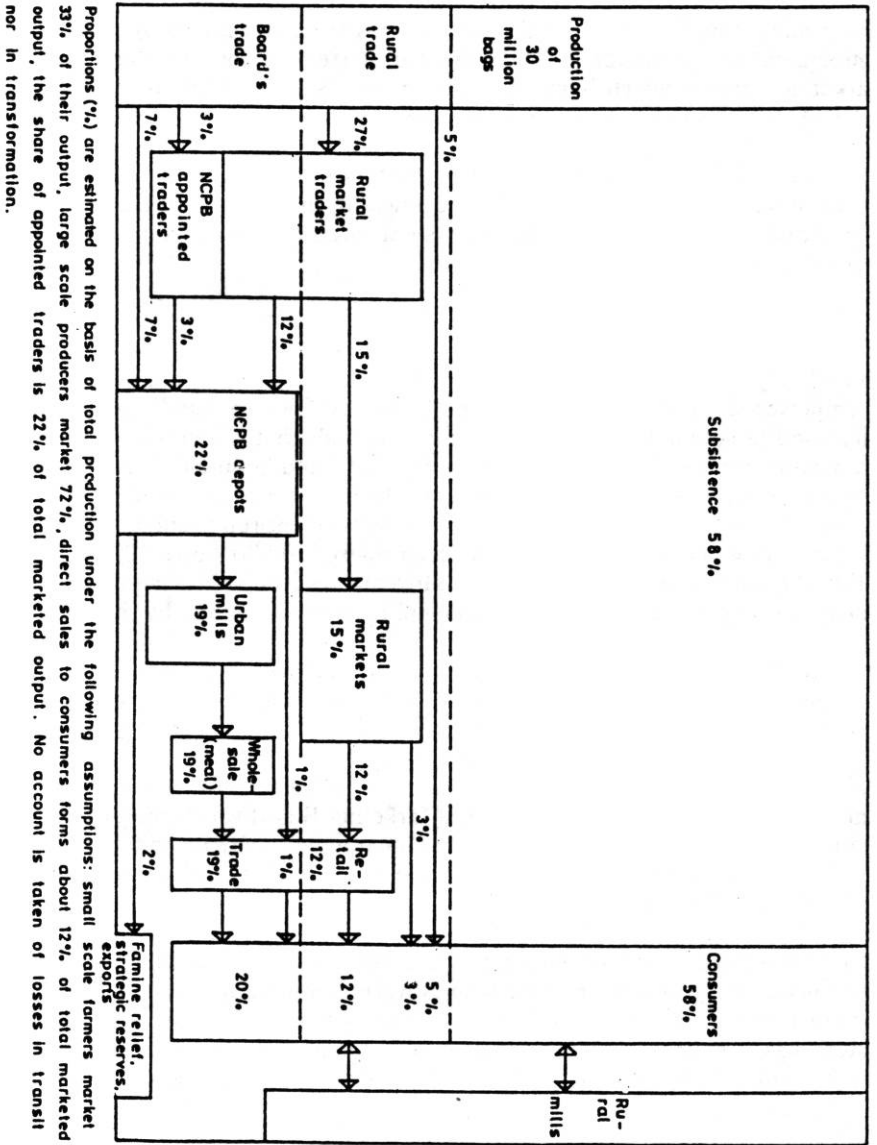 Production
of
30
million
bags
Rural
trade
Board's
trade
Subsistence 58%
Consumers
58%
Ru-
ral
mills
5%
27%
3%
7%
Rural
market
traders
NCPB
appointed
traders
15%
12%
3%
7%
NCPB depots
22%
Rural
markets
15%
Urban
mills
19%
Whole-
sale
(meal)
19%
3%
12%
1%
Re-
tail
12%
1%
Trade
19%
2%
5%
3%
12%
20%
Famine relief,
strategic reserves,
exports
Proportions (%) are estimated on the basis of total production under the following assumptions: small scale farmers market
33% of their output, large scale producers market 72%, direct sales to consumers forms about 12% of total marketed
output, the share of appointed traders is 22% of total marketed output. No account is taken of losses in transit
nor in transformation.